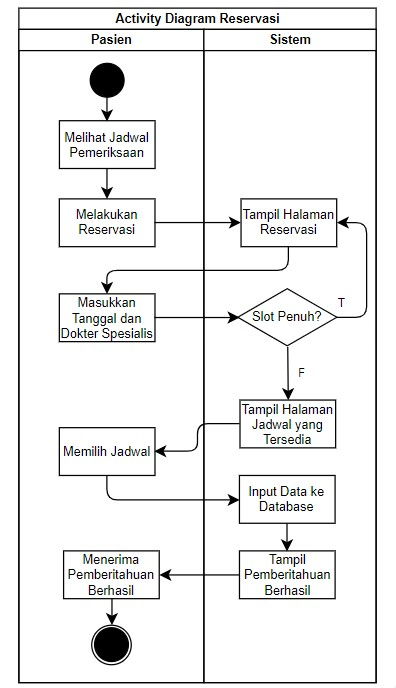 Activity Diagram Reservasi
Pasien
Sistem
Melihat Jadwal
Pemeriksaan
Melakukan
Reservasi
Tampil Halaman
Reservasi
Masukkan
Tanggal dan
Dokter Spesialis
Slot Penuh?
T
F
Tampil Halaman
Jadwal yang
Tersedia
Memilih Jadwal
Input Data ke
Database
Tampil
Pemberitahuan
Berhasil
Menerima
Pemberitahuan
Berhasil